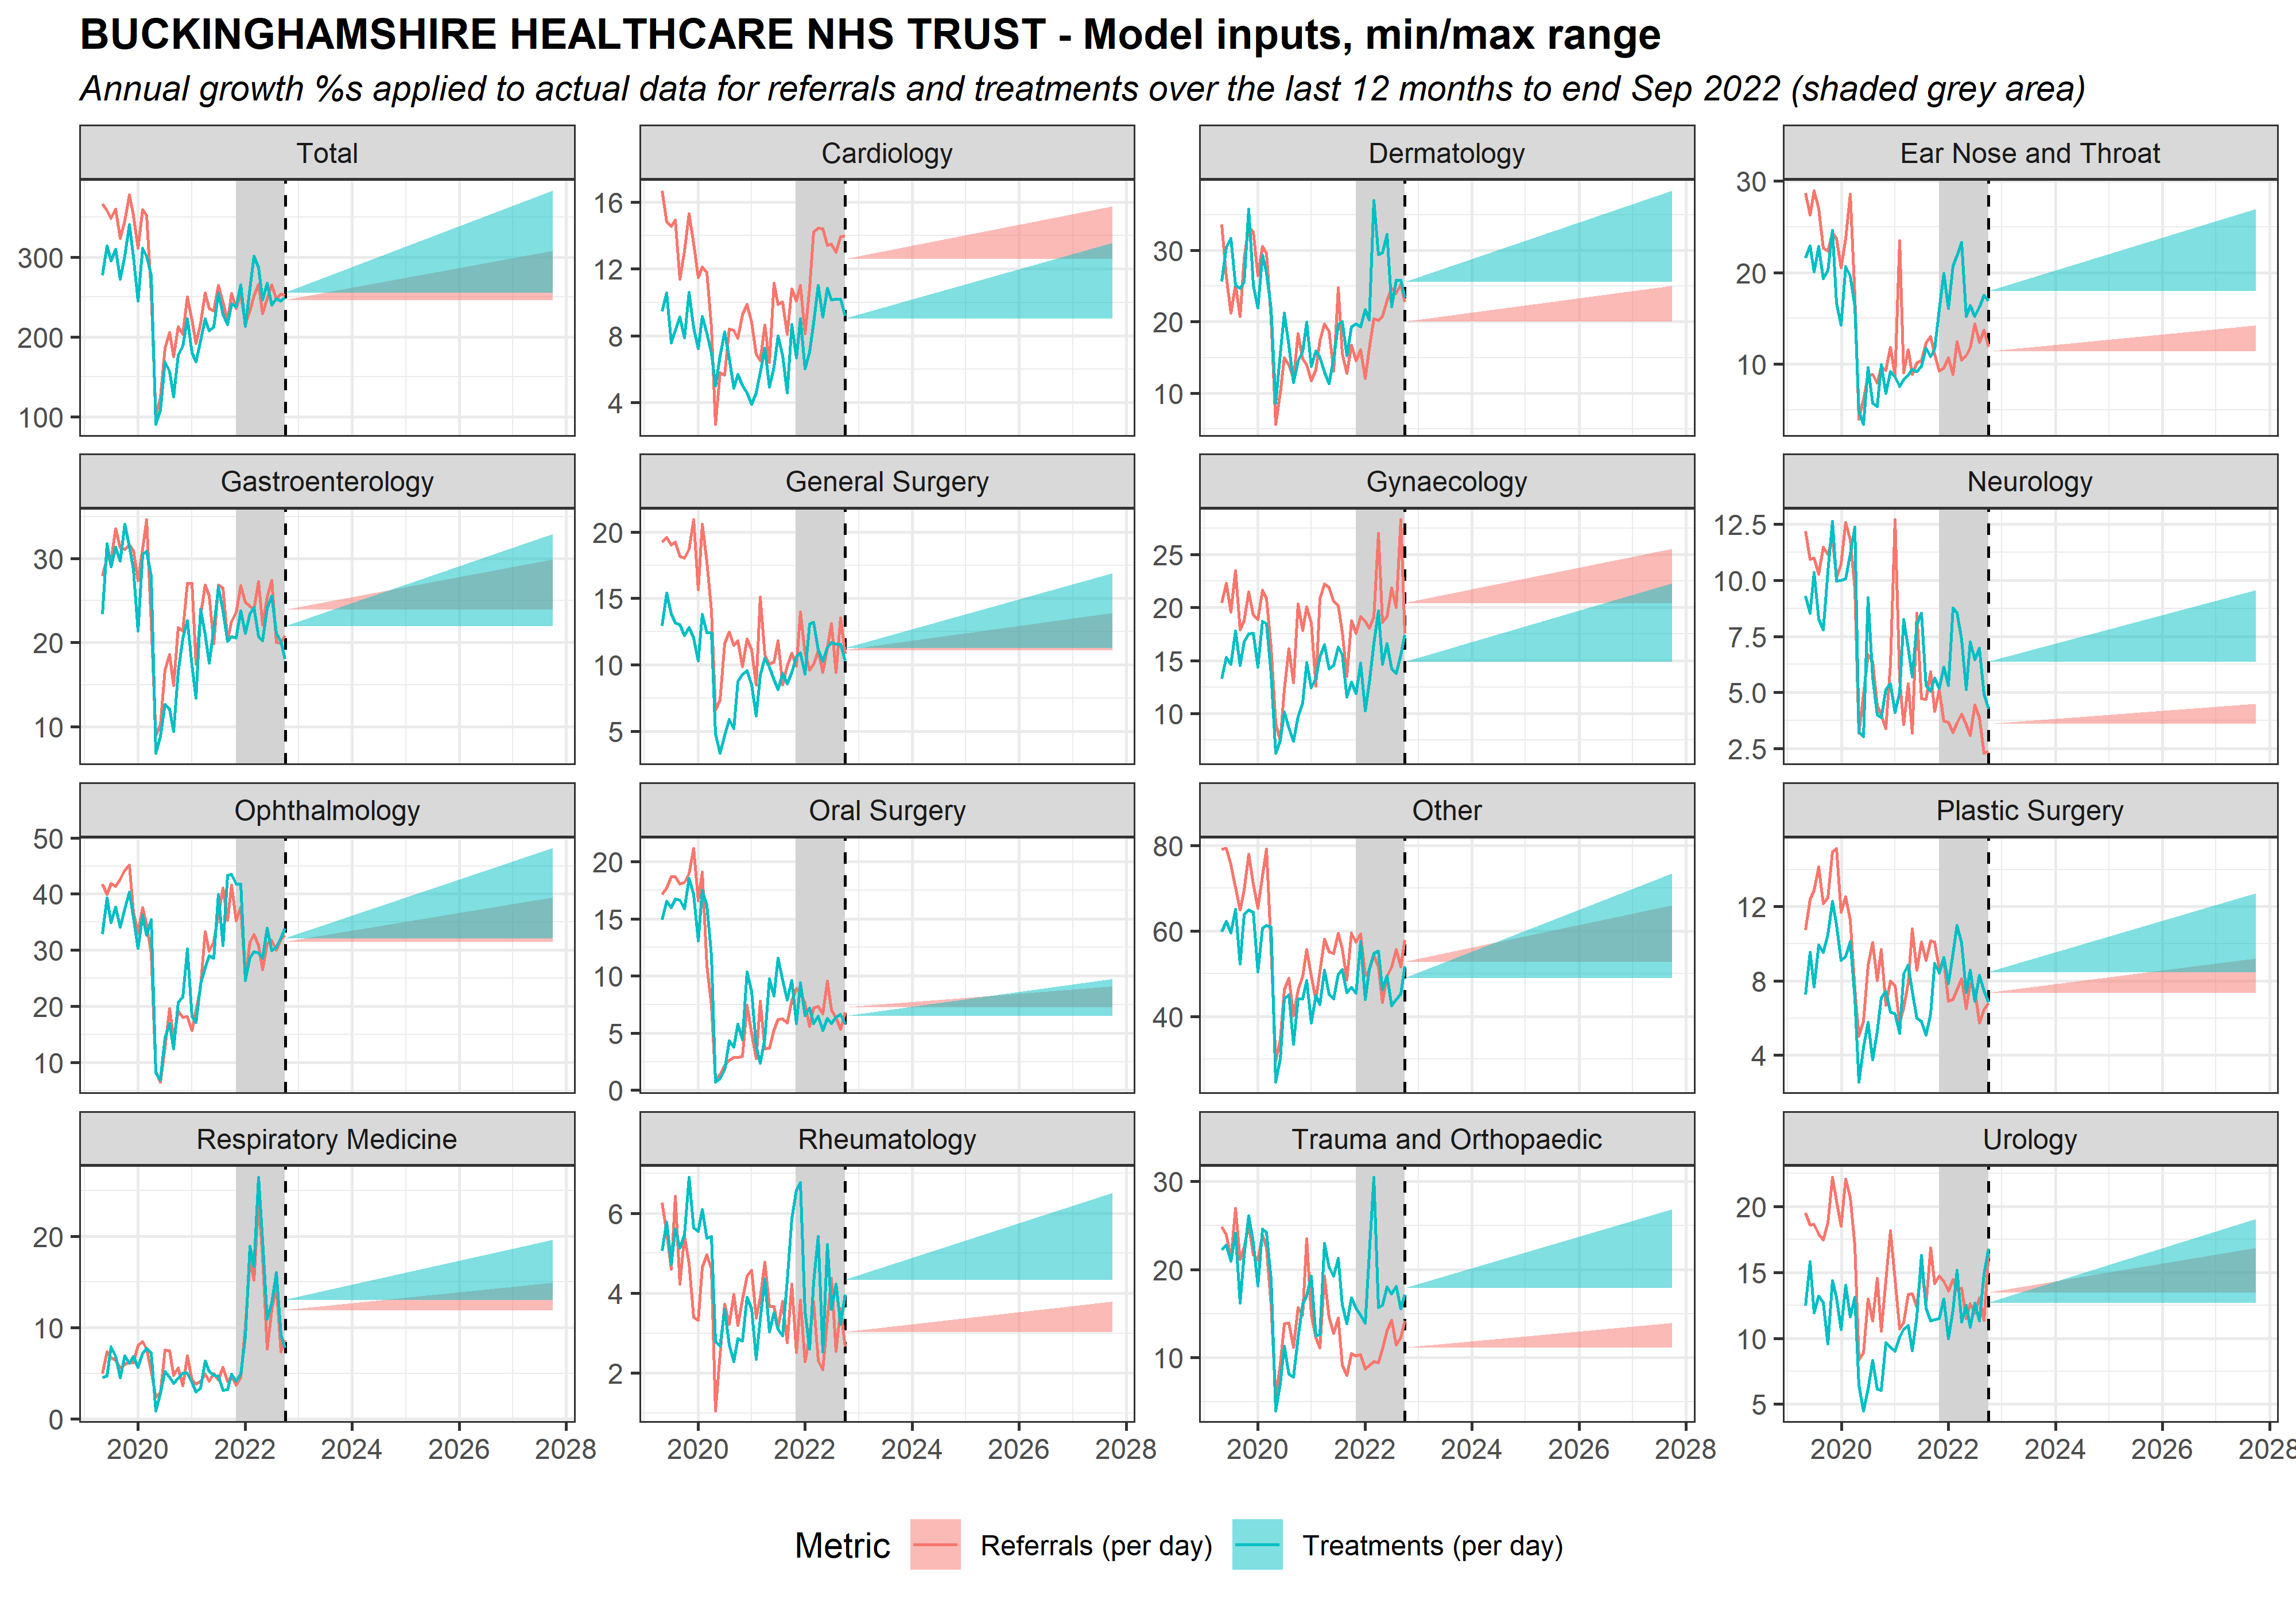 BUCKINGHAMSHIRE HEALTHCARE NHS TRUST - Model inputs, min/max range
Annual growth %s applied to actual data for referrals and treatments over the last 12 months to end Sep 2022 (shaded grey area)
Total Cardiology Dermatology Ear Nose and Throat
300 200 100
16 12 8 4
30 20 10
30 20 10
Gastroenterology General Surgery Gynaecology Neurology
30 20 10
20 15 10 5
25 20 15 10
12.5 10.0 7.5 5.0 2.5
Ophthalmology Oral Surgery Other Plastic Surgery
50 40 30 20 10
20 15 10 5 0
80 60 40
12 8 4
Respiratory Medicine Rheumatology Trauma and Orthopaedic Urology
20 10 0
6 4 2
30 20 10
20 15 10 5
2020 2022 2024 2026 2028 2020 2022 2024 2026 2028 2020 2022 2024 2026 2028 2020 2022 2024 2026 2028
Metric Referrals (per day) Treatments (per day)